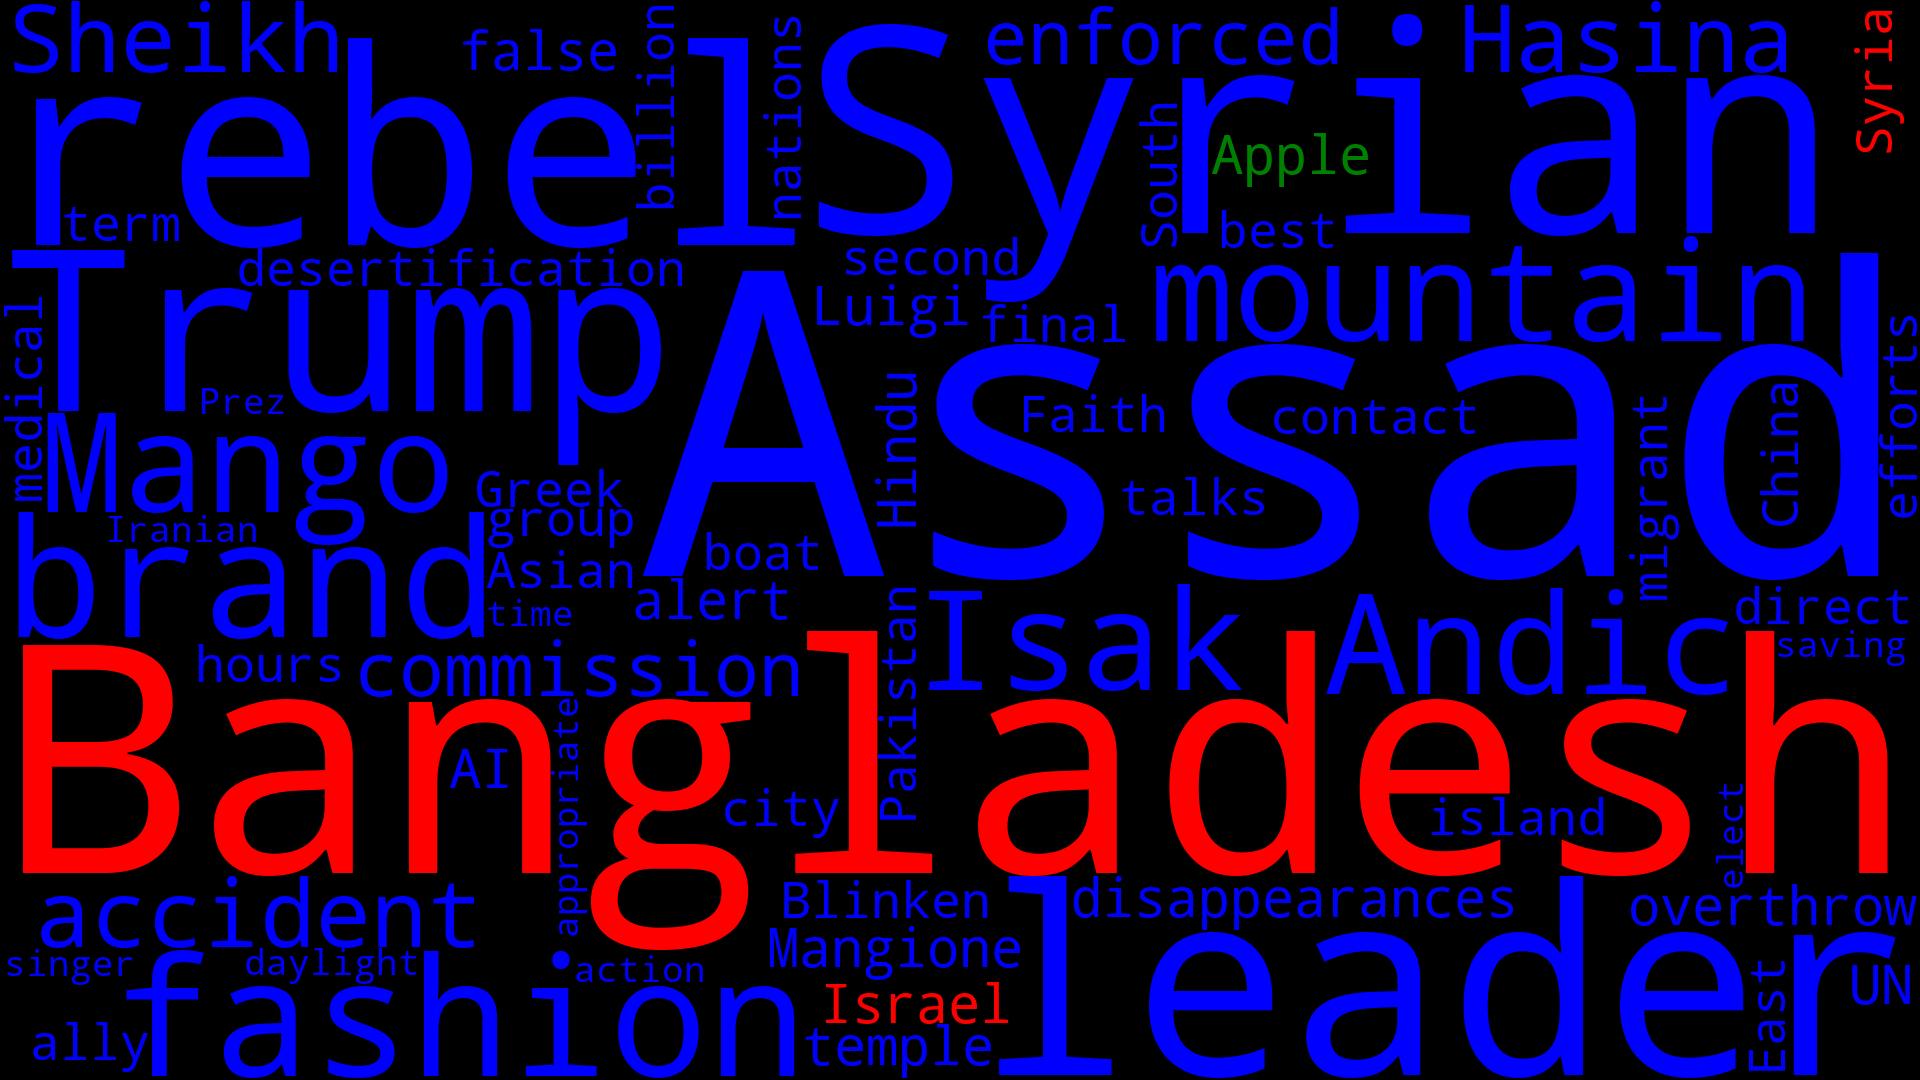 Sheikh
false
billion
nations
enforced
Hasina
Syria
rebel
Syrian
South
Apple
term
best
desertification
second
mountain
Trump
Luigi
final
medical
Assad
efforts
Prez
Hindu
Faith
contact
migrant
China
Mango
Greek
talks
group
Iranian
brand
boat
Asian
alert
time
Isak
Andic
direct
saving
hours
commission
Pakistan
Bangladesh
appropriate
AI
city
island
elect
accident
Blinken
disappearances
overthrow
Mangione
leader
singer
daylight
action
fashion
Israel
East
UN
ally
temple